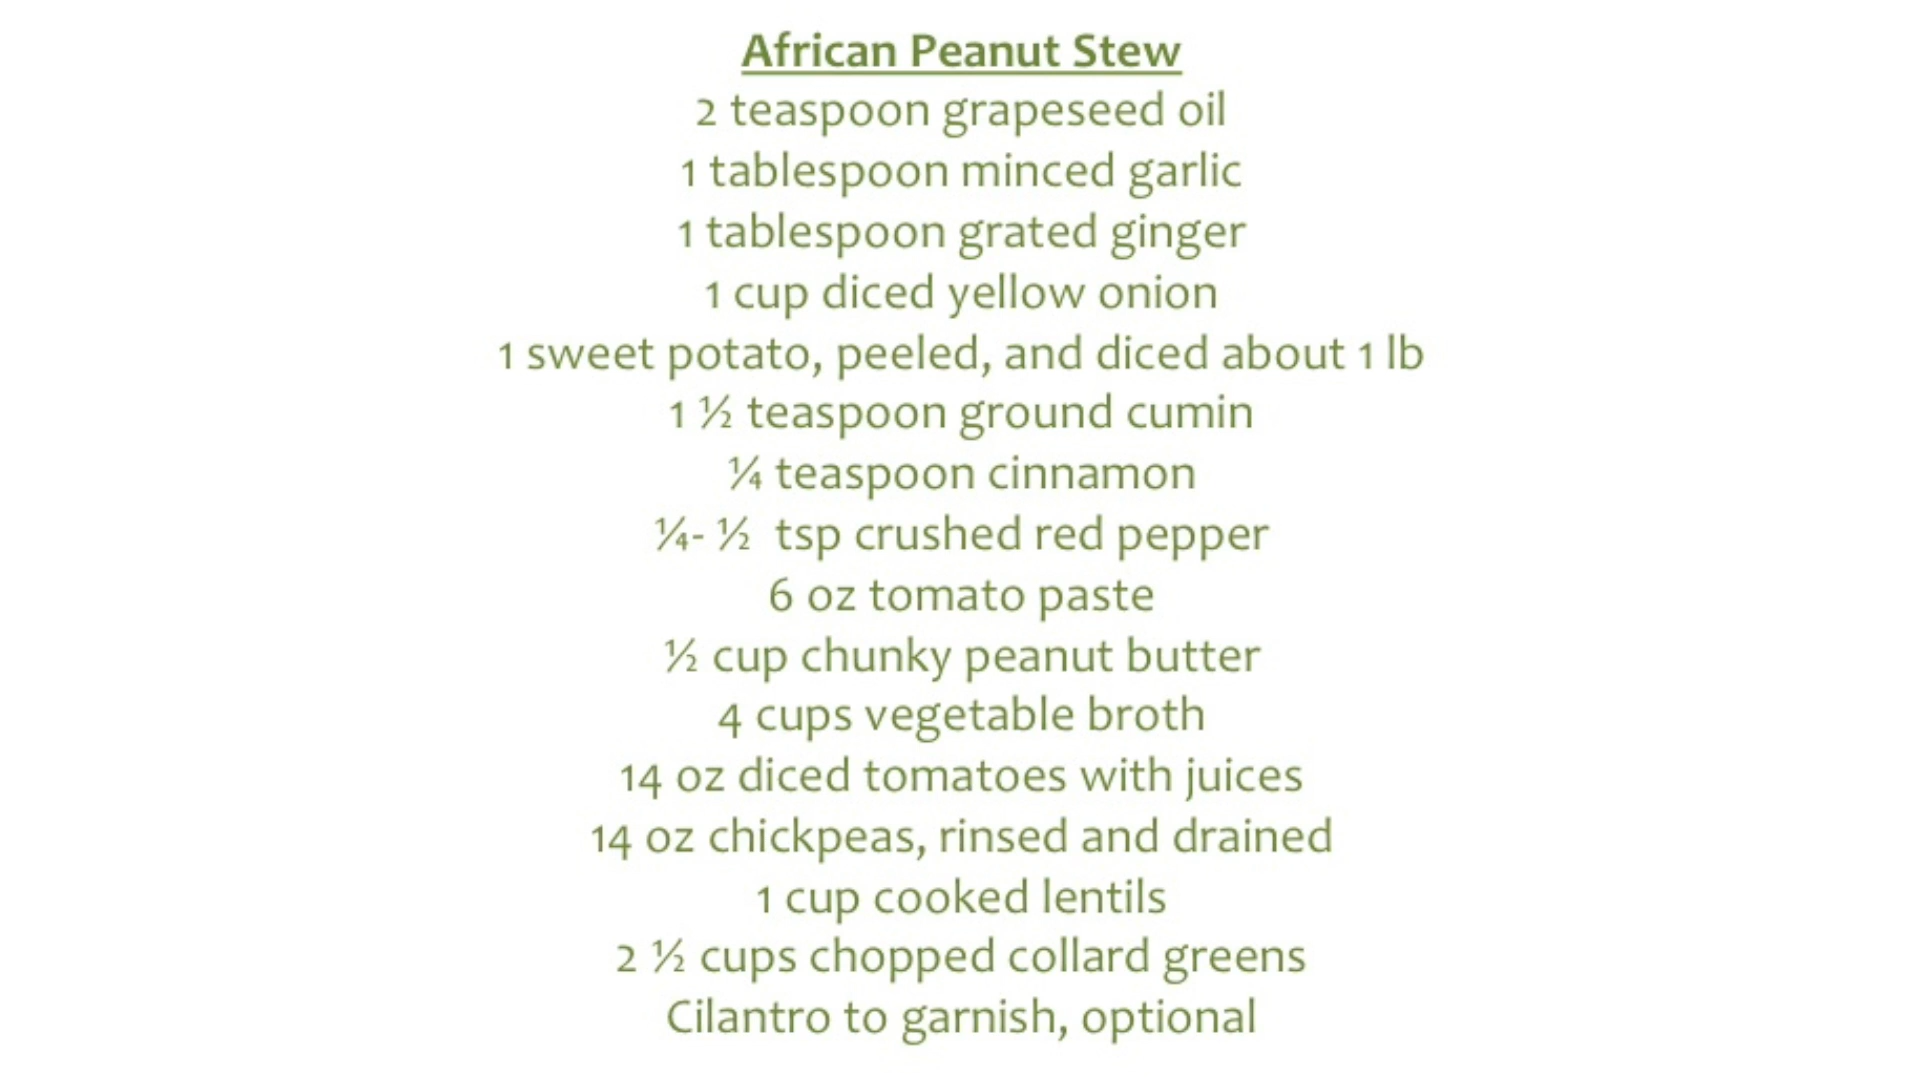 African Peanut Stew
2 teaspoon grapeseed oil
1 tablespoon minced garlic
1 tablespoon grated ginger
1 cup diced yellow onion
1 sweet potato, peeled, and diced about 1 lb
1 ½ teaspoon ground cumin
¼ teaspoon cinnamon
¼- ½  tsp crushed red pepper
6 oz tomato paste
½ cup chunky peanut butter
4 cups vegetable broth
14 oz diced tomatoes with juices
14 oz chickpeas, rinsed and drained
1 cup cooked lentils
2 ½ cups chopped collard greens
Cilantro to garnish, optional